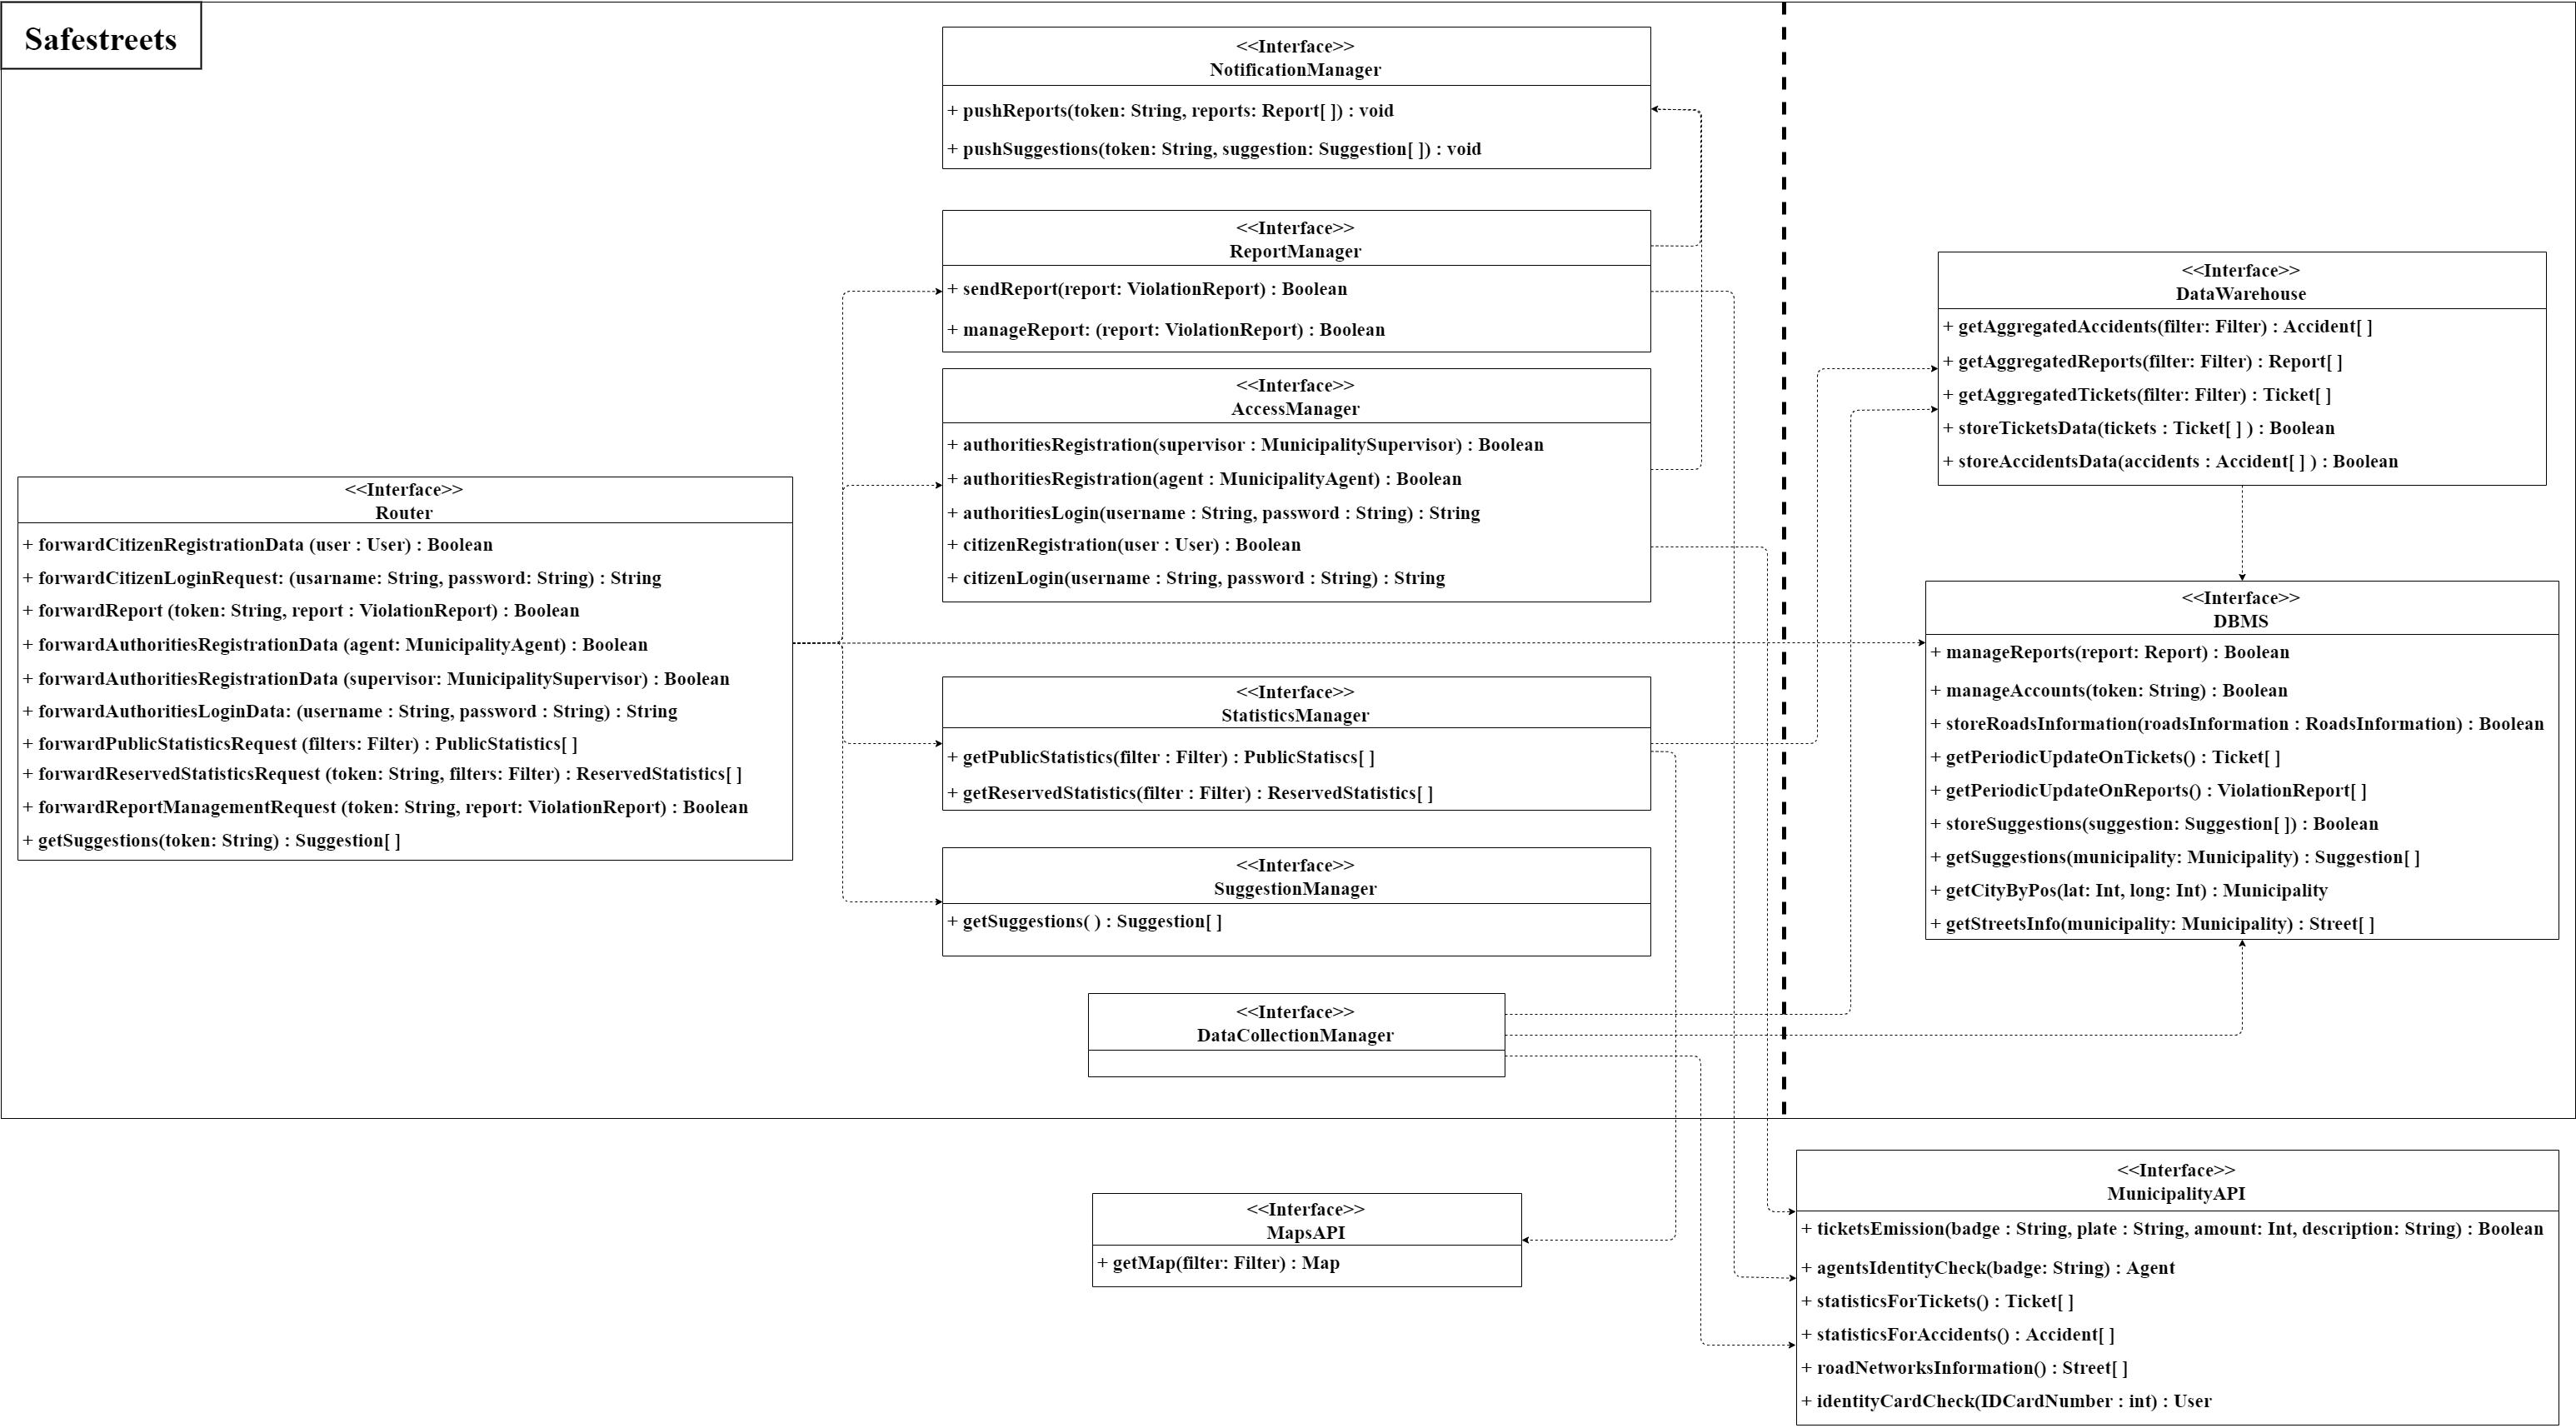 Safestreets
<<Interface>>
NotificationManager
+ pushReports(token: String, reports: Report[ ]) : void
+ pushSuggestions(token: String, suggestion: Suggestion[ ]) : void
<<Interface>>
ReportManager
+ sendReport(report: ViolationReport) : Boolean
+ manageReport: (report: ViolationReport) : Boolean
<<Interface>>
AccessManager
+ authoritiesRegistration(supervisor : MunicipalitySupervisor) : Boolean
+ authoritiesRegistration(agent : MunicipalityAgent) : Boolean
+ authoritiesLogin(username : String, password : String) : String
+ citizenRegistration(user : User) : Boolean
+ citizenLogin(username : String, password : String) : String
<<Interface>>
Router
+ forwardCitizenRegistrationData (user : User) : Boolean
+ forwardCitizenLoginRequest: (usarname: String, password: String) : String
+ forwardReport (token: String, report : ViolationReport) : Boolean
+ forwardAuthoritiesRegistrationData (agent: MunicipalityAgent) : Boolean
+ forwardAuthoritiesRegistrationData (supervisor: MunicipalitySupervisor) : Boolean
+ forwardAuthoritiesLoginData: (username : String, password : String) : String
+ forwardPublicStatisticsRequest (filters: Filter) : PublicStatistics[ ]
+ forwardReservedStatisticsRequest (token: String, filters: Filter) : ReservedStatistics[ ]
+ forwardReportManagementRequest (token: String, report: ViolationReport) : Boolean
+ getSuggestions(token: String) : Suggestion[ ]
<<Interface>>
StatisticsManager
+ getPublicStatistics(filter : Filter) : PublicStatiscs[ ]
+ getReservedStatistics(filter : Filter) : ReservedStatistics[ ]
<<Interface>>
SuggestionManager
+ getSuggestions( ) : Suggestion[ ]
<<Interface>>
DataCollectionManager
<<Interface>>
DataWarehouse
+ getAggregatedAccidents(filter: Filter) : Accident[ ]
+ getAggregatedReports(filter: Filter) : Report[ ]
+ getAggregatedTickets(filter: Filter) : Ticket[ ]
+ storeTicketsData(tickets : Ticket[ ] ) : Boolean
+ storeAccidentsData(accidents : Accident[ ] ) : Boolean
<<Interface>>
DBMS
+ manageReports(report: Report) : Boolean
+ manageAccounts(token: String) : Boolean
+ storeRoadsInformation(roadsInformation : RoadsInformation) : Boolean
+ getPeriodicUpdateOnTickets() : Ticket[ ]
+ getPeriodicUpdateOnReports() : ViolationReport[ ]
+ storeSuggestions(suggestion: Suggestion[ ]) : Boolean
+ getSuggestions(municipality: Municipality) : Suggestion[ ]
+ getCityByPos(lat: Int, long: Int) : Municipality
+ getStreetsInfo(municipality: Municipality) : Street[ ]
<<Interface>>
MapsAPI
+ getMap(filter: Filter) : Map
<<Interface>>
MunicipalityAPI
+ ticketsEmission(badge : String, plate : String, amount: Int, description: String) : Boolean
+ agentsIdentityCheck(badge: String) : Agent
+ statisticsForTickets() : Ticket[ ]
+ statisticsForAccidents() : Accident[ ]
+ roadNetworksInformation() : Street[ ]
+ identityCardCheck(IDCardNumber : int) : User